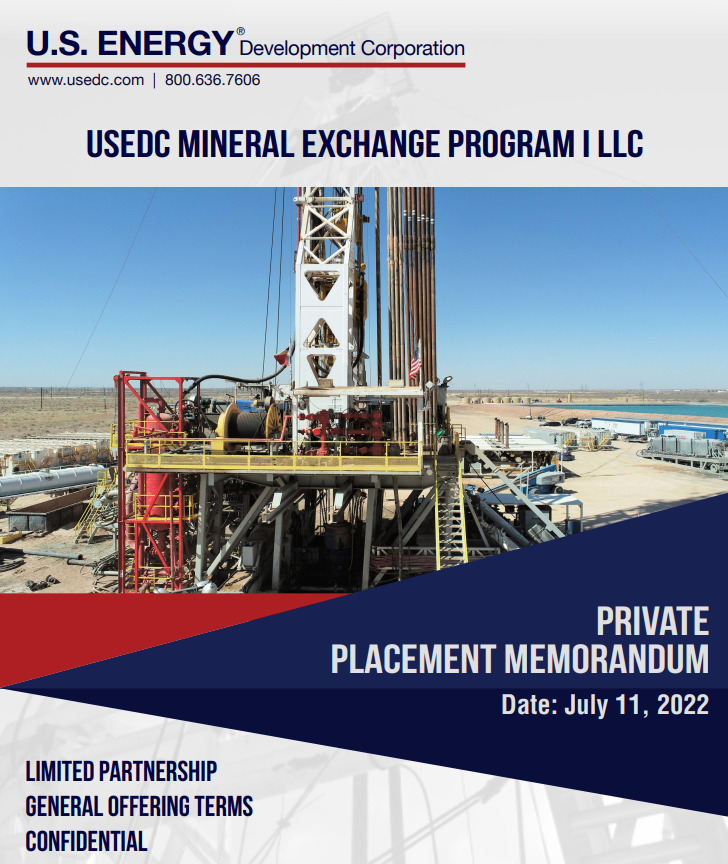 U.S. ENERGY® Development Corporation
www.usedc.com | 800.636.7606
USEDC MINERAL EXCHANGE PROGRAM I LLC
PRIVATE
PLACEMENT MEMORANDUM
Date: July 11, 2022
LIMITED PARTNERSHIP
GENERAL OFFERING TERMS
CONFIDENTIAL